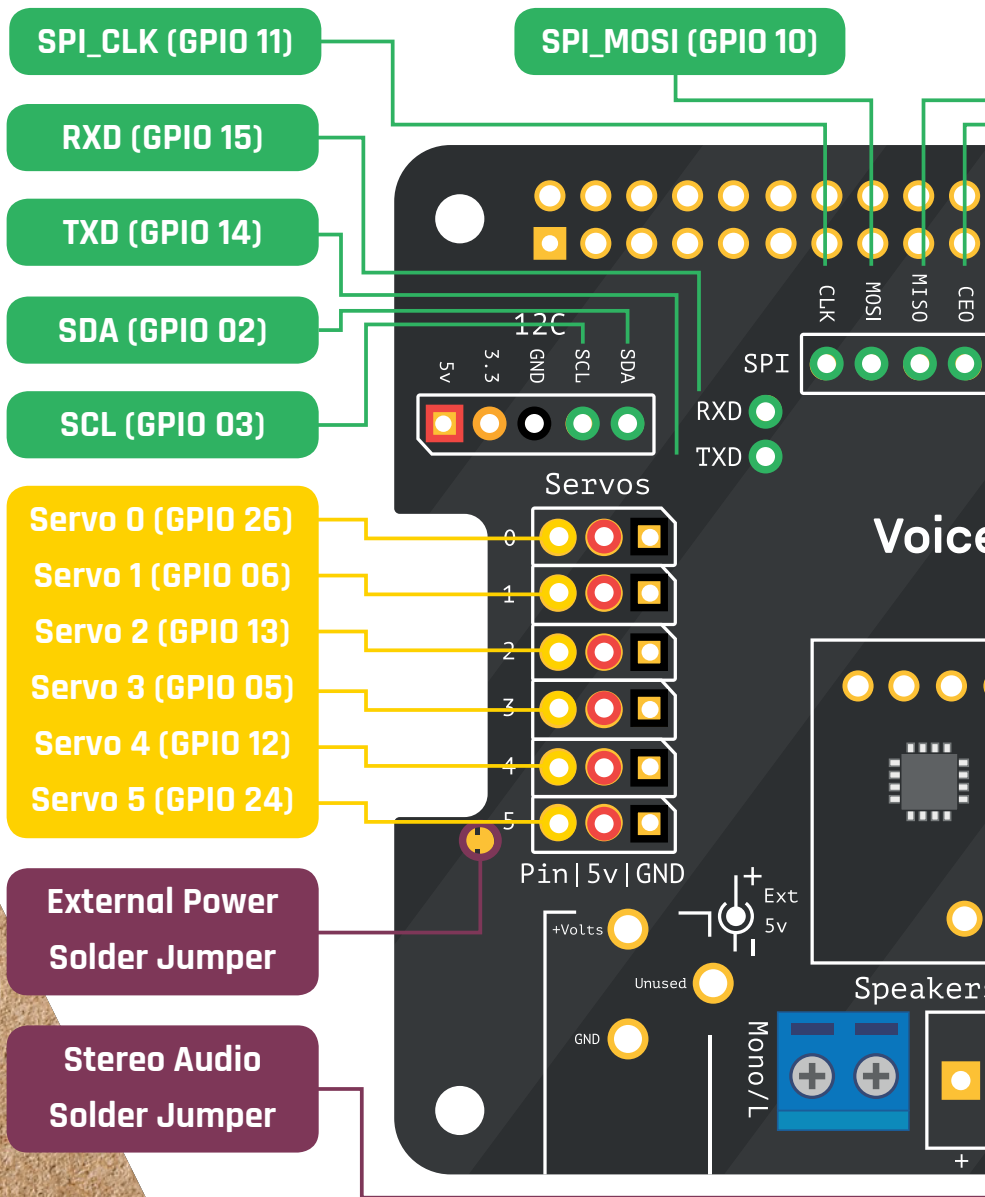 SPI_CLK (GPIO 11)
SPI_MOSI (GPIO 10)
RXD (GPIO 15)
TXD (GPIO 14)
SDA (GPIO 02)
SCL (GPIO 03)
CLK
MOSI
MISO
CEO
SPI
12C
5v
3.3
GND
SCL
SDA
RXD
TXD
Servos
Servo 0 (GPIO 26)
Servo 1 (GPIO 06)
Servo 2 (GPIO 13)
Servo 3 (GPIO 05)
Servo 4 (GPIO 12)
Servo 5 (GPIO 24)
0
1
2
3
4
5
Pin|5v|GND
Voice
External Power
Solder Jumper
+
Ext
5v
-
+Volts
Unused
GND
Speakers
Mono/L
+
Stereo Audio
Solder Jumper